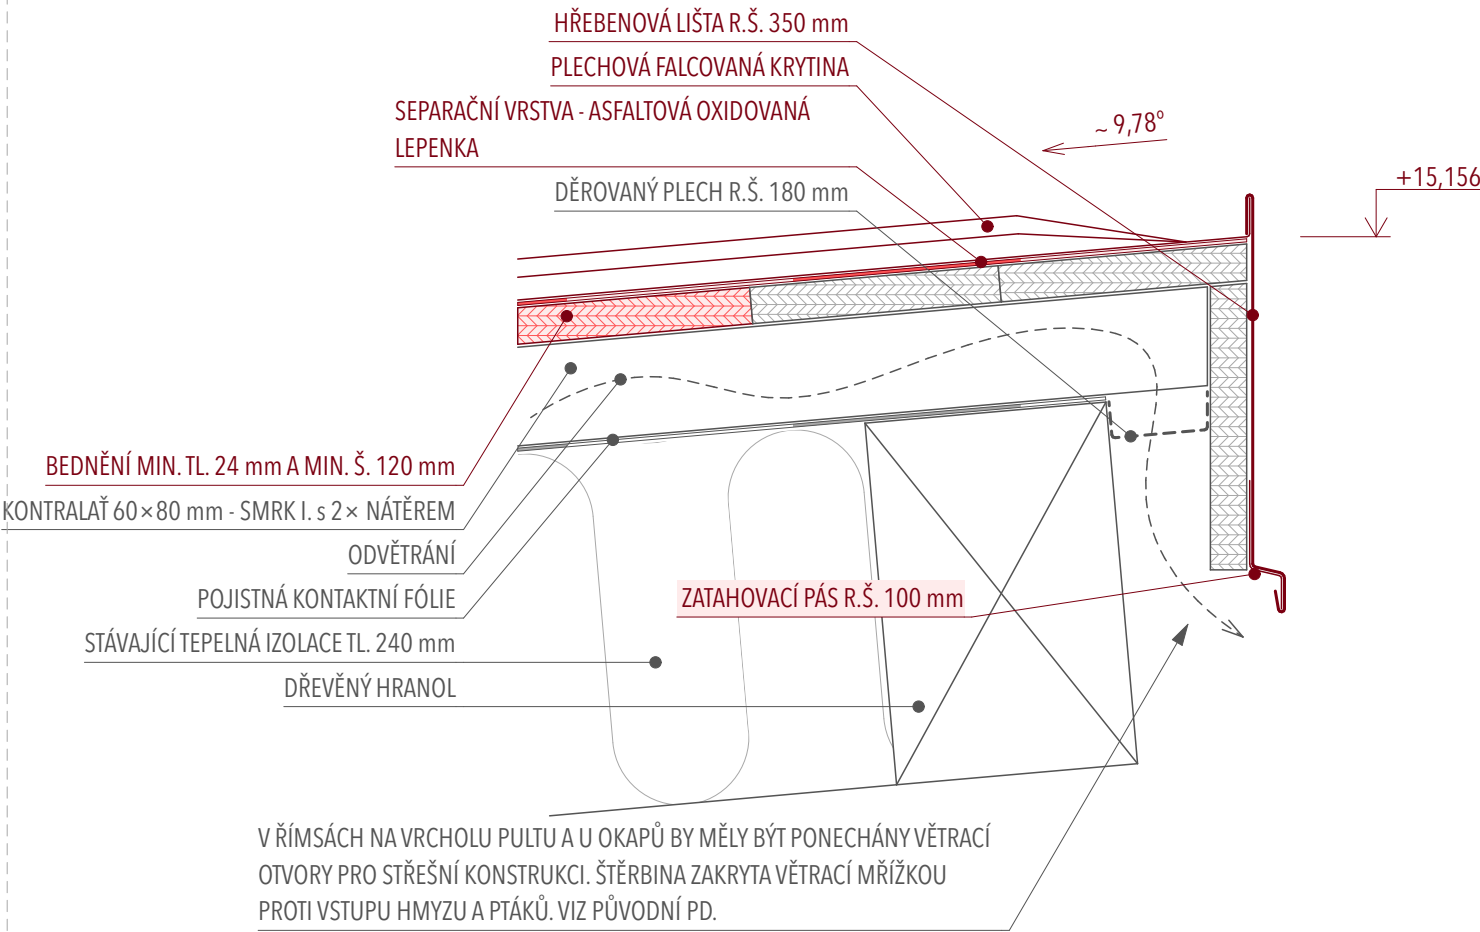 HŘEBENOVÁ LIŠTA R.Š. 350 mm
PLECHOVÁ FALCOVANÁ KRYTINA
SEPARAČNÍ VRSTVA - ASFALTOVÁ OXIDOVANÁ
LEPENKA
~ 9,78°
DĚROVANÝ PLECH R.Š. 180 mm
+15,156
BEDNĚNÍ MIN. TL. 24 mm A MIN. Š. 120 mm
KONTRALAŤ 60×80 mm - SMRK I. s 2× NÁTĚREM
ODVĚTRÁNÍ
POJISTNÁ KONTAKTNÍ FÓLIE
ZATAHOVACÍ PÁS R.Š. 100 mm
STÁVAJÍCÍ TEPELNÁ IZOLACE TL. 240 mm
DŘEVĚNÝ HRANOL
V ŘÍMSÁCH NA VRCHOLU PULTU A U OKAPŮ BY MĚLY BÝT PONECHÁNY VĚTRACÍ
OTVORY PRO STŘEŠNÍ KONSTRUKCI. ŠTĚRBINA ZAKRYTA VĚTRACÍ MŘÍŽKOU
PROTI VSTUPU HMYZU A PTÁKŮ. VIZ PŮVODNÍ PD.